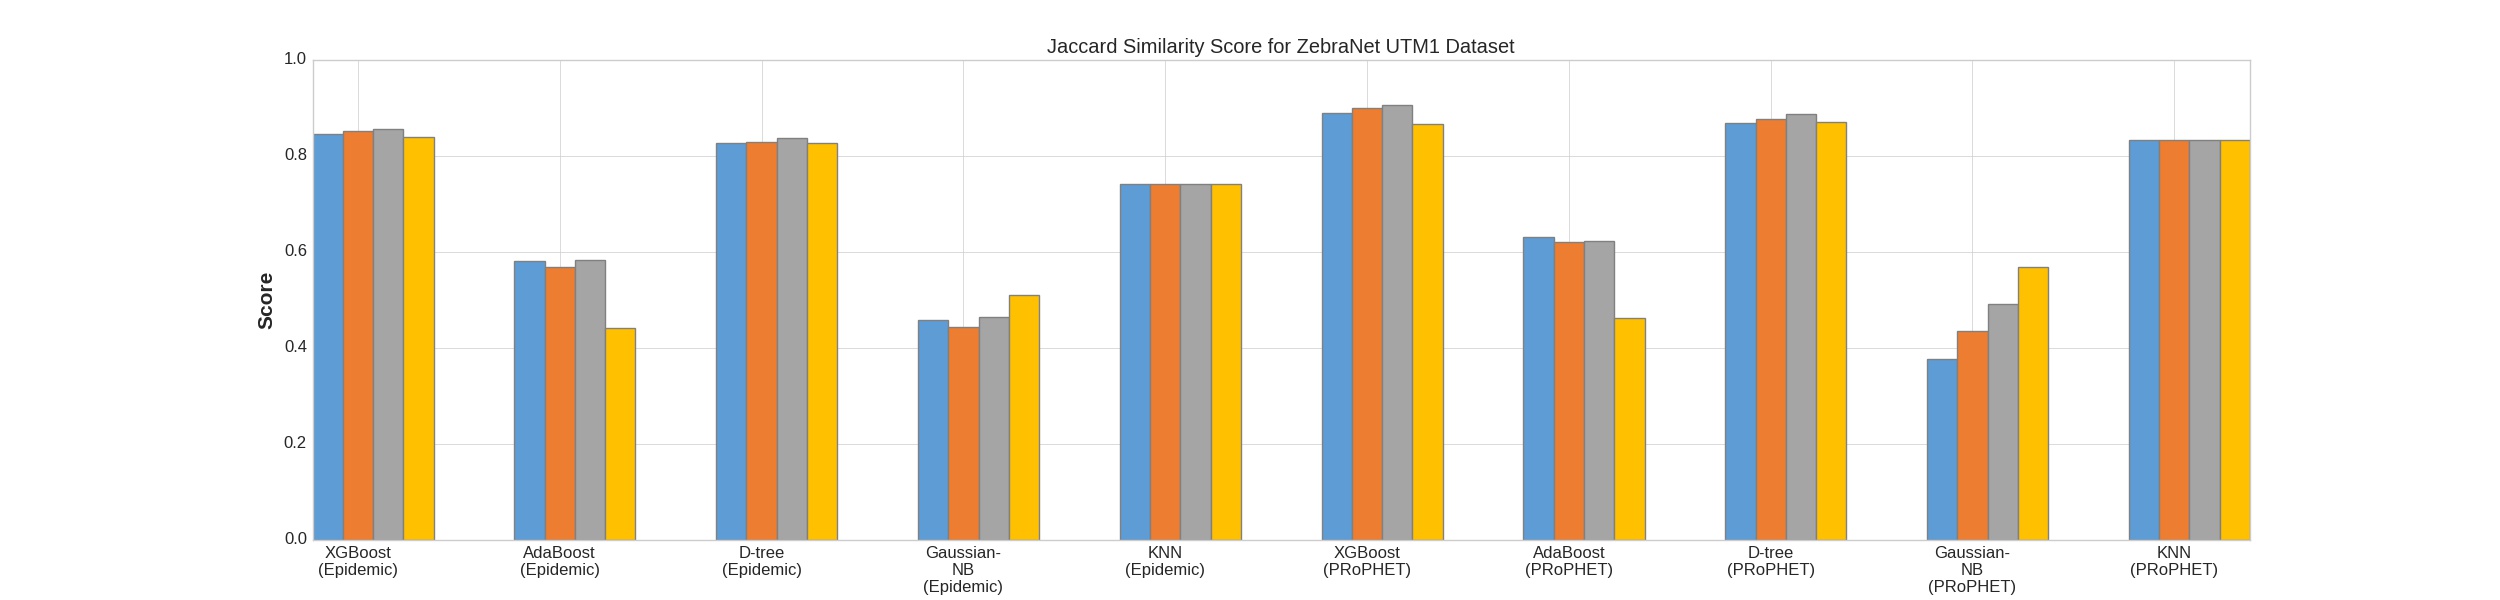 Jaccard Similarity Score for ZebraNet UTM1 Dataset
1.0
0.8
0.6
0.4
0.2
0.0
Score
XGBoost
(Epidemic)
AdaBoost
(Epidemic)
D-tree
(Epidemic)
Gaussian-
NB
(Epidemic)
KNN
(Epidemic)
XGBoost
(PRoPHET)
AdaBoost
(PRoPHET)
D-tree
(PRoPHET)
Gaussian-
NB
(PRoPHET)
KNN
(PRoPHET)